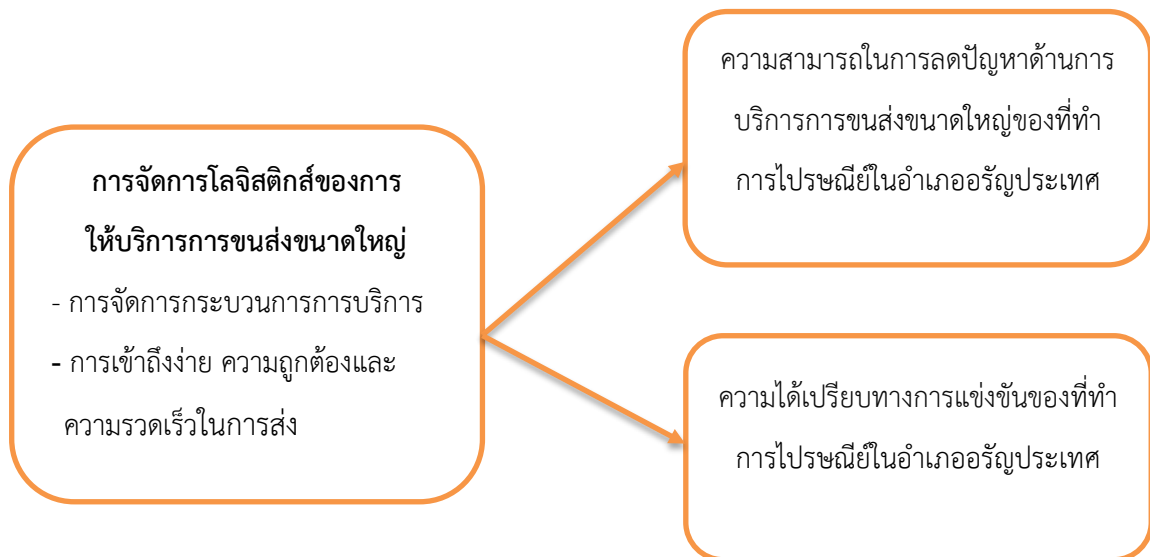 การจัดการโลจิสติกส์ของการ
ให้บริการการขนส่งขนาดใหญ่
- การจัดการกระบวนการการบริการ
- การเข้าถึงง่าย ความถูกต้องและ
ความรวดเร็วในการส่ง
ความสามารถในการลดปัญหาด้านการ
บริการการขนส่งขนาดใหญ่ของที่ทำ
การไปรษณีย์ในอำเภออรัญประเทศ
ความได้เปรียบทางการแข่งขันของที่ทำ
การไปรษณีย์ในอำเภออรัญประเทศ